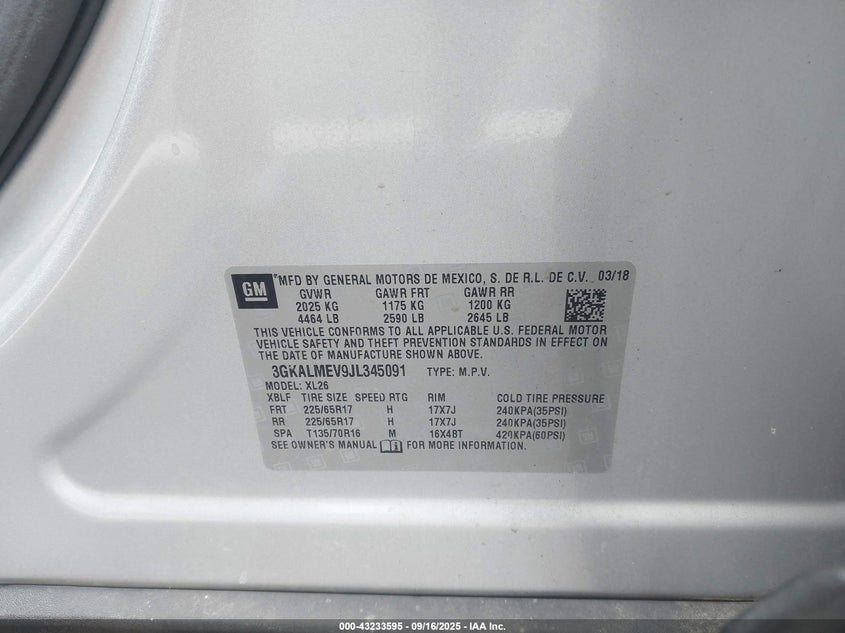 GM
*MFD BY GENERAL MOTORS DE MEXICO, S. DE R.L. DE C.V. 03/18
GVWR GAWR FRT GAWR RR
2025 KG 1175 KG 1200 KG
4464 LB 2590 LB 2645 LB
THIS VEHICLE CONFORMS TO ALL APPLICABLE U.S. FEDERAL MOTOR
VEHICLE SAFETY AND THEFT PREVENTION STANDARDS IN EFFECT ON
THE DATE OF MANUFACTURE SHOWN ABOVE.
3GKALMEV9JL345091 TYPE: M.P.V.
MODEL: XL26
XBLF TIRE SIZE SPEED RTG RIM COLD TIRE PRESSURE
FRT 225/65R17 H 17X7J 240KPA(35PSI)
RR 225/65R17 H 17X7J 240KPA(35PSI)
SPA T135/70R16 M 16X4BT 420KPA(60PSI)
SEE OWNER'S MANUAL i FOR MORE INFORMATION.
000-43233595 - 09/16/2025 - IAA Inc.